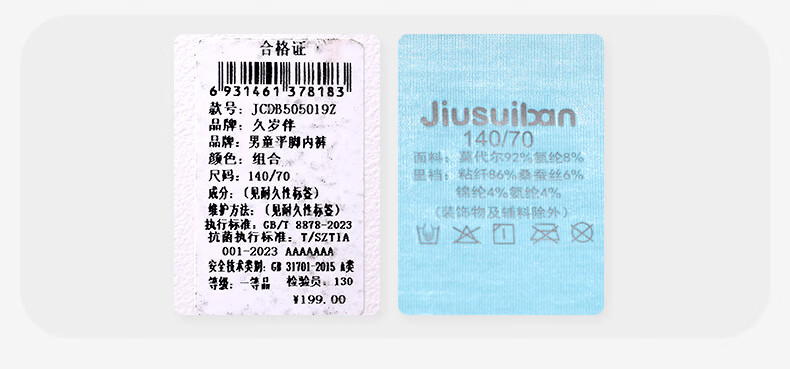 合格证
6 931461 378183
款号: JCDB505019Z
品牌: 久岁伴
品牌: 男童平脚内裤
颜色: 组合
尺码: 140/70
成分: (见耐久性标签)
维护方法: (见耐久性标签)
执行标准: GB/T 8878-2023
抗菌执行标准: T/SZTIA
001-2023 AAAAAAA
安全技术类别: GB 31701-2015 A类
等级: 一等品 检验员: 130
¥199.00
Jiusuiban
140/70
面料: 莫代尔92%氨纶8%
里裆: 粘纤86%桑蚕丝6%
锦纶4%氨纶4%
(装饰物及辅料除外)